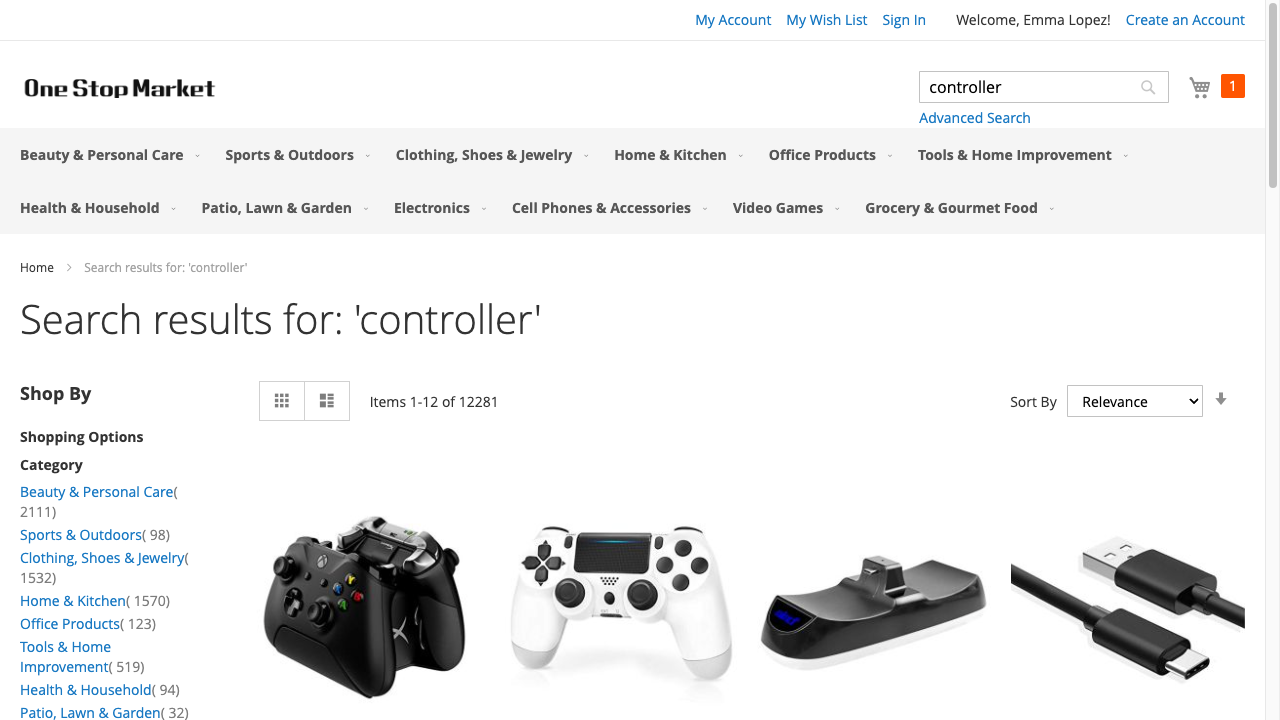 My Account My Wish List Sign In Welcome, Emma Lopez! Create an Account
One Stop Market
controller
1
Advanced Search
Beauty & Personal Care Sports & Outdoors Clothing, Shoes & Jewelry Home & Kitchen Office Products Tools & Home Improvement
Health & Household Patio, Lawn & Garden Electronics Cell Phones & Accessories Video Games Grocery & Gourmet Food
Home Search results for: 'controller'
Search results for: 'controller'
Shop By
Items 1-12 of 12281
Sort By Relevance
Shopping Options
Category
Beauty & Personal Care(
2111)
Sports & Outdoors( 98)
Clothing, Shoes & Jewelry(
1532)
Home & Kitchen( 1570)
Office Products( 123)
Tools & Home
Improvement( 519)
Health & Household( 94)
Patio, Lawn & Garden( 32)